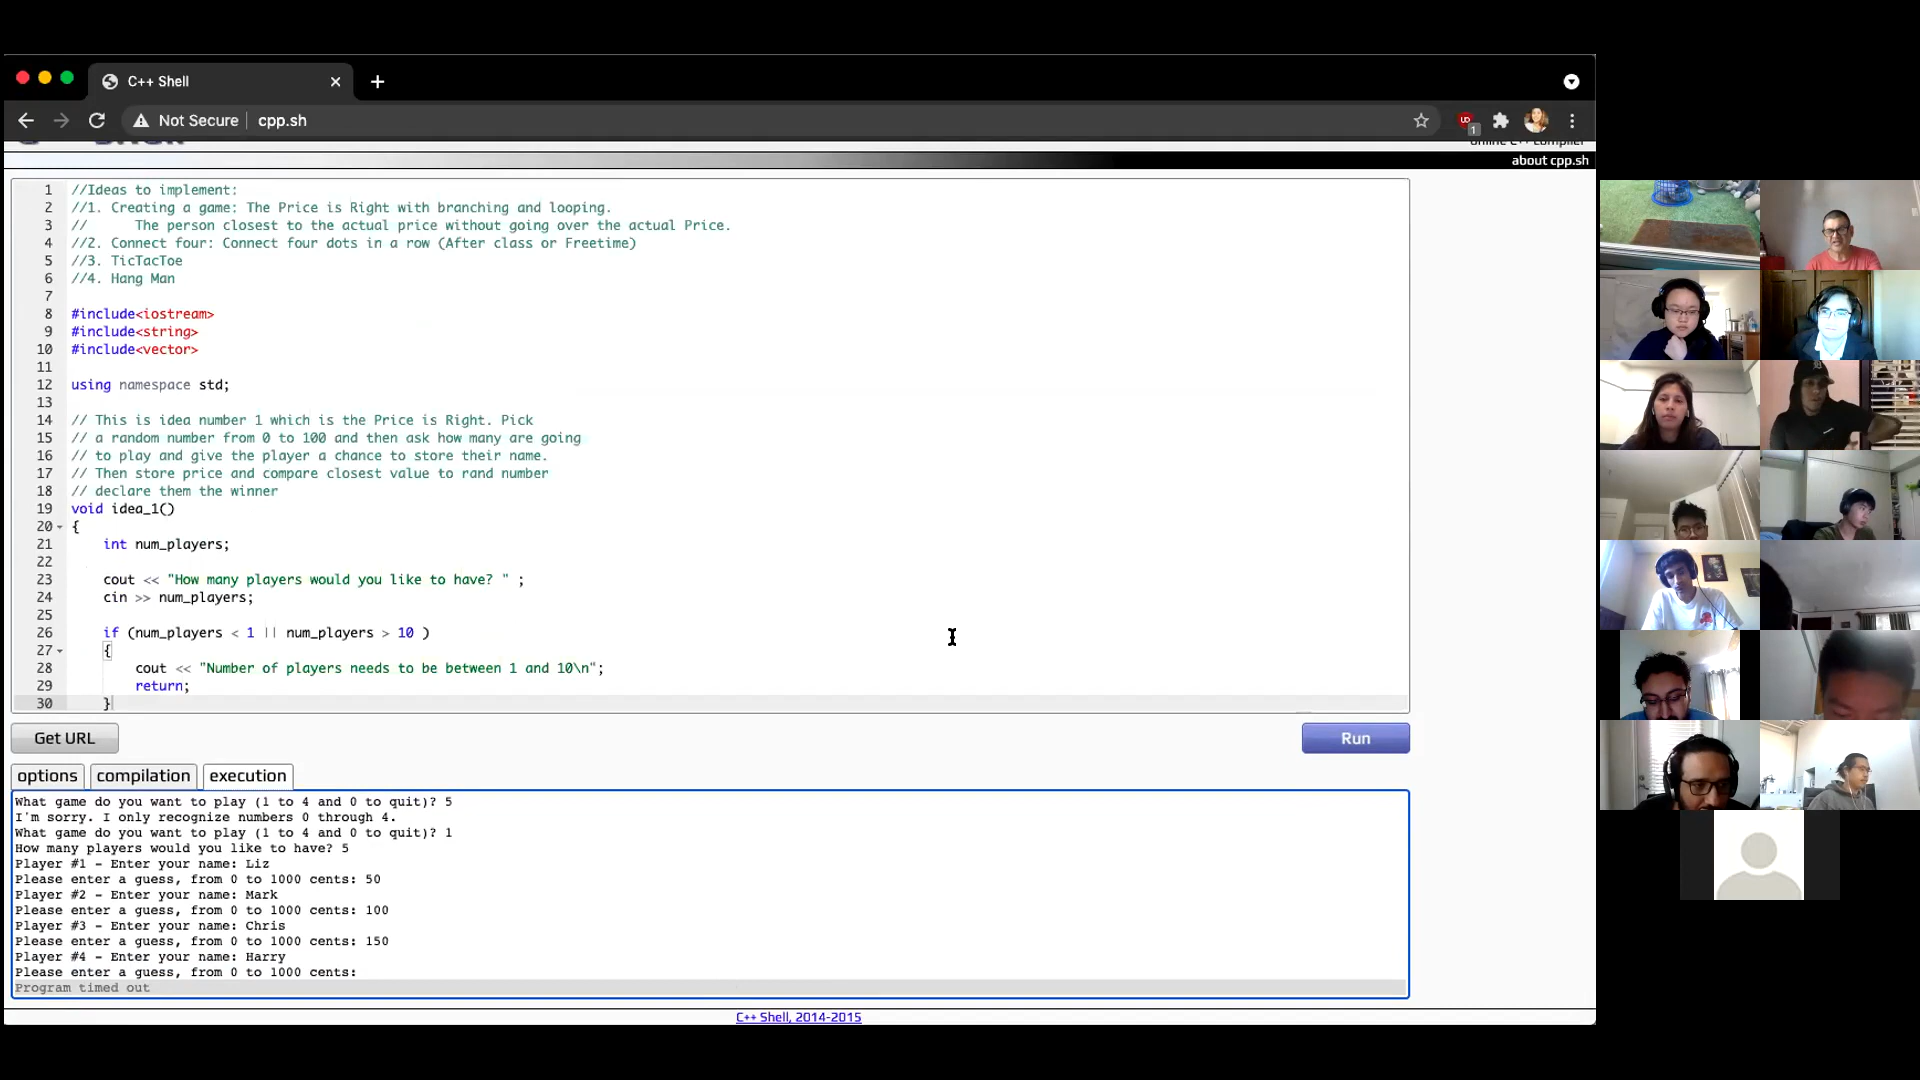 C++ Shell
Not Secure
cpp.sh
1
online C++ compiler
about cpp.sh
1 //Ideas to implement:
2 //1. Creating a game: The Price is Right with branching and looping.
3 // The person closest to the actual price without going over the actual Price.
4 //2. Connect four: Connect four dots in a row (After class or Freetime)
5 //3. TicTacToe
6 //4. Hang Man
7
8 #include<iostream>
9 #include<string>
10 #include<vector>
11
12 using namespace std;
13
14 // This is idea number 1 which is the Price is Right. Pick
15 // a random number from 0 to 100 and then ask how many are going
16 // to play and give the player a chance to store their name.
17 // Then store price and compare closest value to rand number
18 // declare them the winner
19 void idea_1()
20 {
21 int num_players;
22
23 cout << "How many players would you like to have? " ;
24 cin >> num_players;
25
26 if (num_players < 1 || num_players > 10 )
27 {
28 cout << "Number of players needs to be between 1 and 10\n";
29 return;
30 }
Get URL
Run
options
compilation
execution
What game do you want to play (1 to 4 and 0 to quit)? 5
I'm sorry. I only recognize numbers 0 through 4.
What game do you want to play (1 to 4 and 0 to quit)? 1
How many players would you like to have? 5
Player #1 - Enter your name: Liz
Please enter a guess, from 0 to 1000 cents: 50
Player #2 - Enter your name: Mark
Please enter a guess, from 0 to 1000 cents: 100
Player #3 - Enter your name: Chris
Please enter a guess, from 0 to 1000 cents: 150
Player #4 - Enter your name: Harry
Please enter a guess, from 0 to 1000 cents:
Program timed out
C++ Shell, 2014-2015